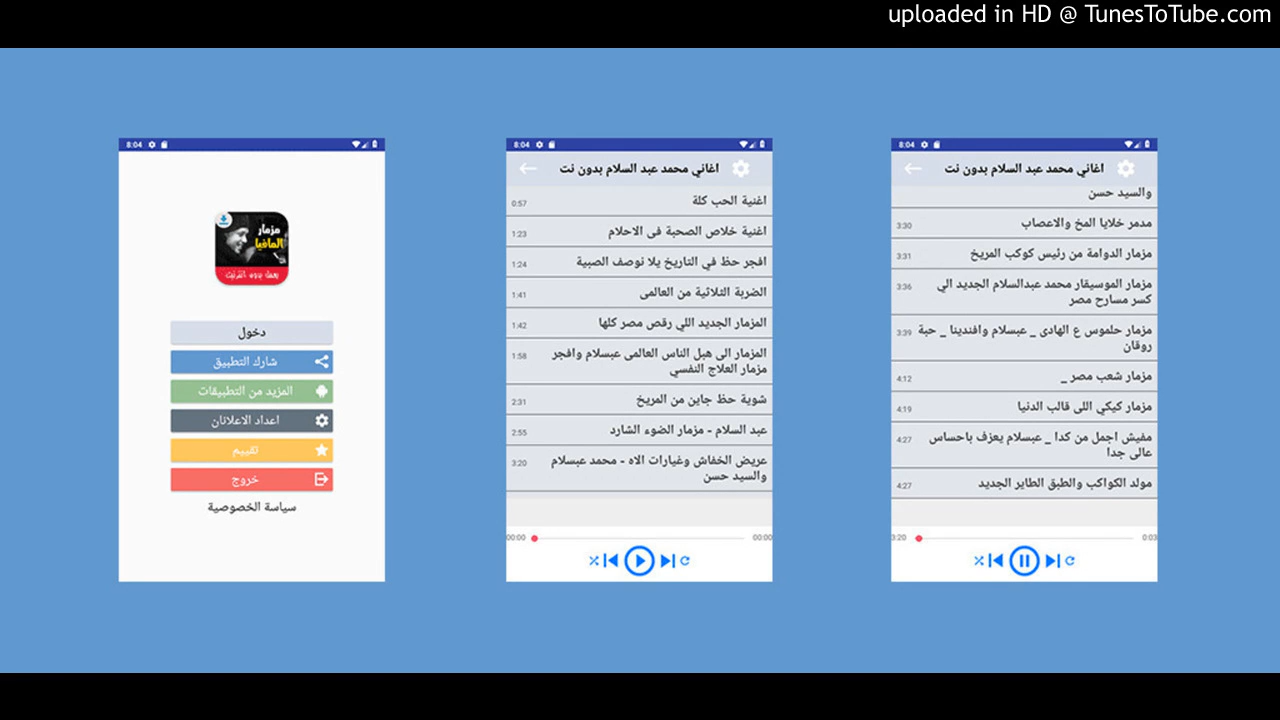 uploaded in HD @ TunesToTube.com
8:04
مزمار
المافيا
يعمل بدون انترنيت
دخول
شارك التطبيق
المزيد من التطبيقات
اعداد الاعلانان
تقييم
خروج
سياسة الخصوصية
8:04
اغاني محمد عبد السلام بدون نت
اغنية الحب كلة
0:57
اغنية خلاص الصحبة فى الاحلام
1:23
افجر حظ في التاريخ يلا نوصف الصبية
1:24
الضربة الثلاثية من العالمى
1:41
المزمار الجديد اللي رقص مصر كلها
1:42
المزمار الى هبل الناس العالمى عبسلام وافجر
مزمار العلاج النفسي
1:58
شوية حظ جاين من المريخ
2:31
عبد السلام - مزمار الضوء الشارد
2:55
عريض الخفاش وغيارات الاه - محمد عبسلام
والسيد حسن
3:20
00:00
00:00
8:04
اغاني محمد عبد السلام بدون نت
والسيد حسن
مدمر خلايا المخ والاعصاب
3:30
مزمار الدوامة من رئيس كوكب المريخ
3:31
مزمار الموسيقار محمد عبدالسلام الجديد الي
كسر مسارح مصر
3:36
مزمار حلموس ع الهادى _ عبسلام وافندينا _ حبة
روقان
3:39
مزمار شعب مصر _
4:12
مزمار كيكي اللى قالب الدنيا
4:19
مفيش اجمل من كدا _ عبسلام يعزف باحساس
عالى جدا
4:27
مولد الكواكب والطبق الطاير الجديد
4:27
3:20
0:03